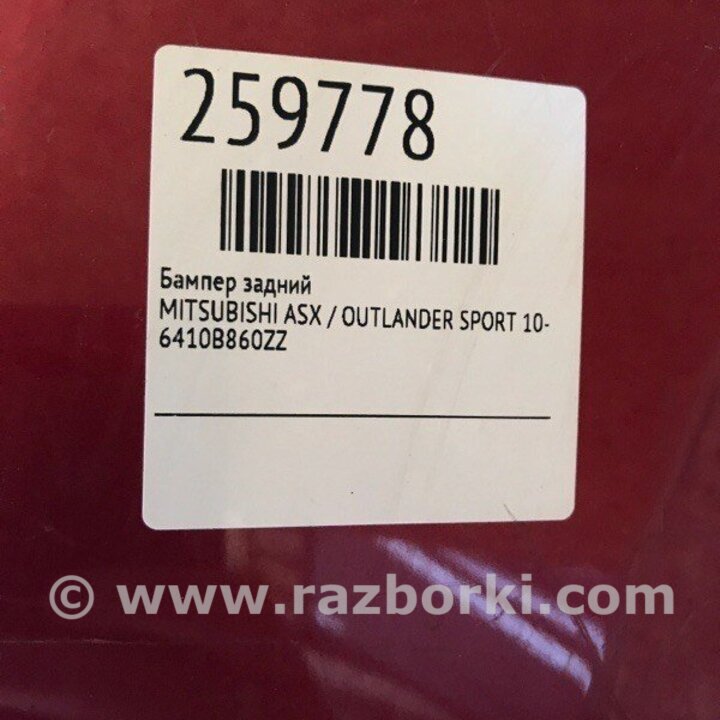 259778
Бампер задний
MITSUBISHI ASX / OUTLANDER SPORT 10-
6410B860ZZ
© www.razborki.com